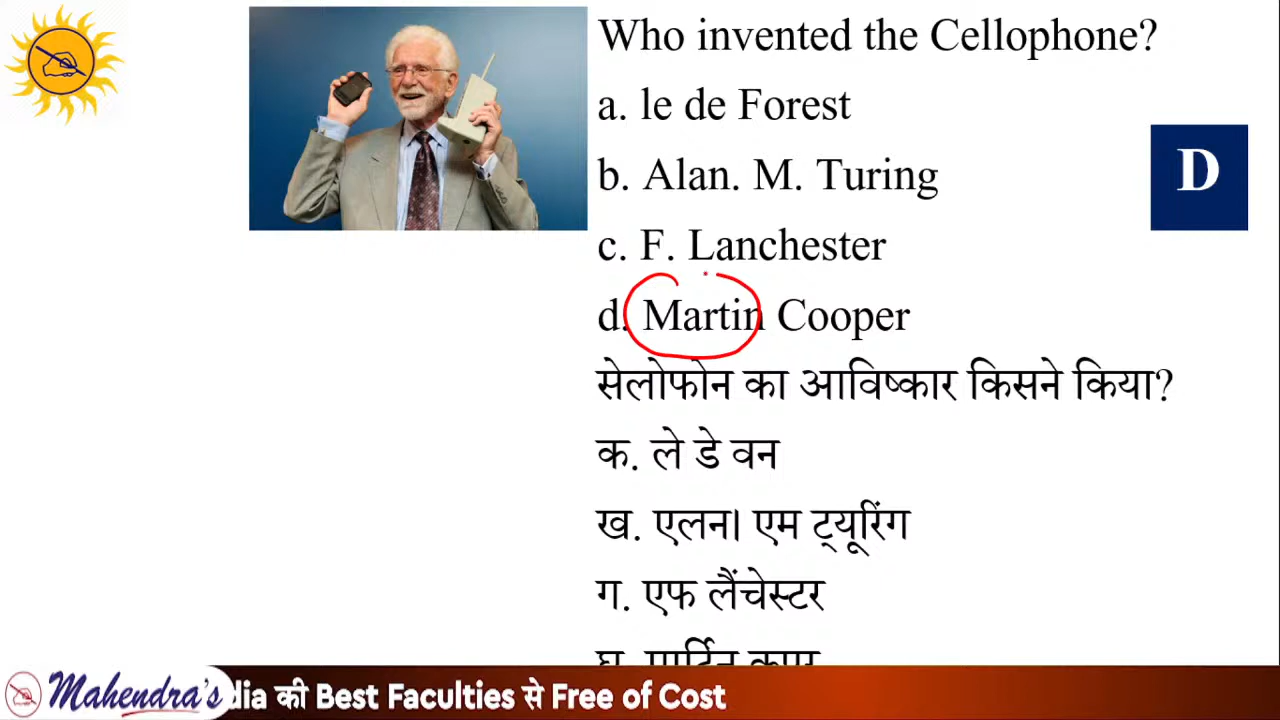 Who invented the Cellophone?
a. le de Forest
b. Alan. M. Turing
c. F. Lanchester
d. Martin Cooper
D
सेलोफोन का आविष्कार किसने किया?
क. ले डे वन
ख. एलन। एम ट्यूरिंग
ग. एफ लैंचेस्टर
Mahendra's dia की Best Faculties से Free of Cost